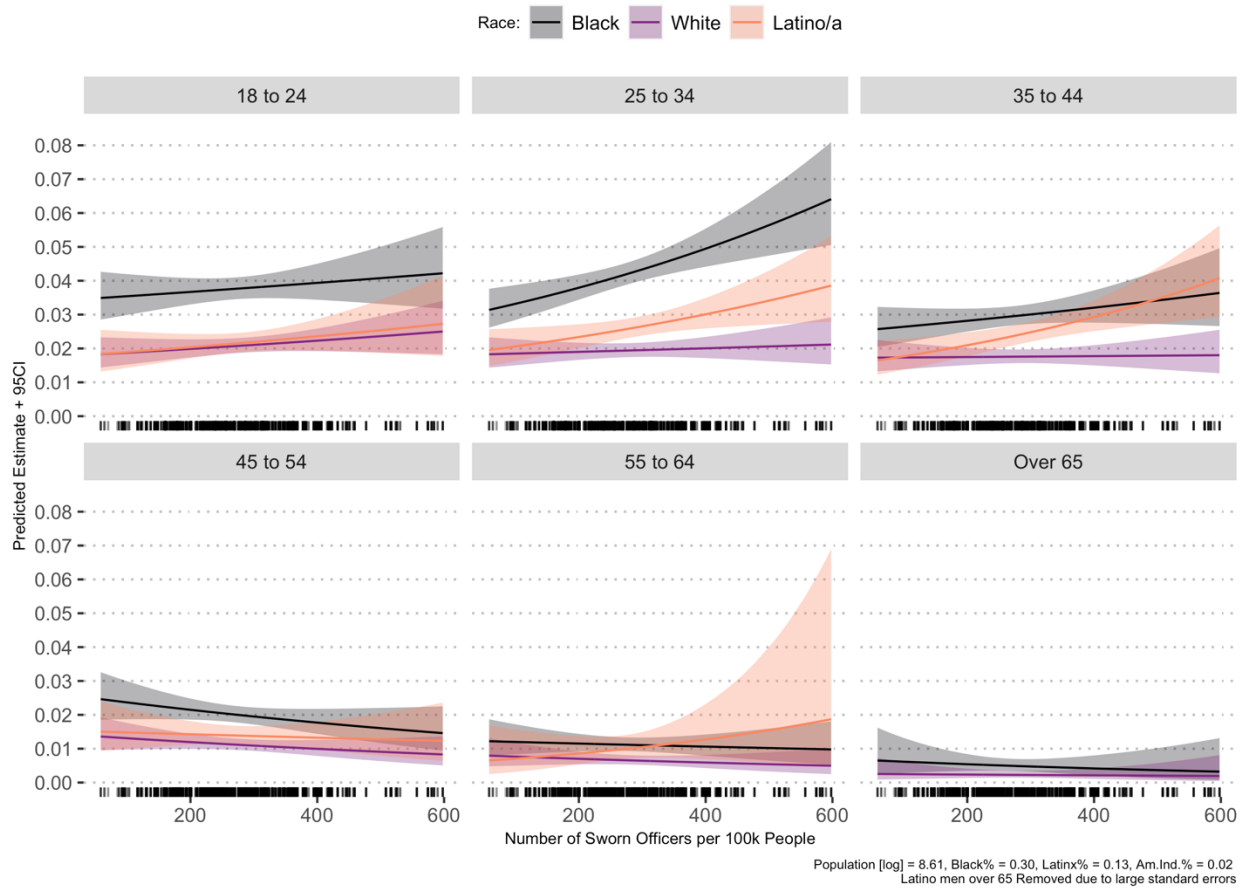 Race: Black White Latino/a
18 to 24 25 to 34 35 to 44
0.08
0.07
0.06
0.05
0.04
0.03
0.02
0.01
0.00
45 to 54 55 to 64 Over 65
0.08
0.07
0.06
0.05
0.04
0.03
0.02
0.01
0.00
Predicted Estimate + 95CI
200 400 600 200 400 600 200 400 600
Number of Sworn Officers per 100k People
Population [log] = 8.61, Black% = 0.30, Latinx% = 0.13, Am.Ind.% = 0.02
Latino men over 65 Removed due to large standard errors